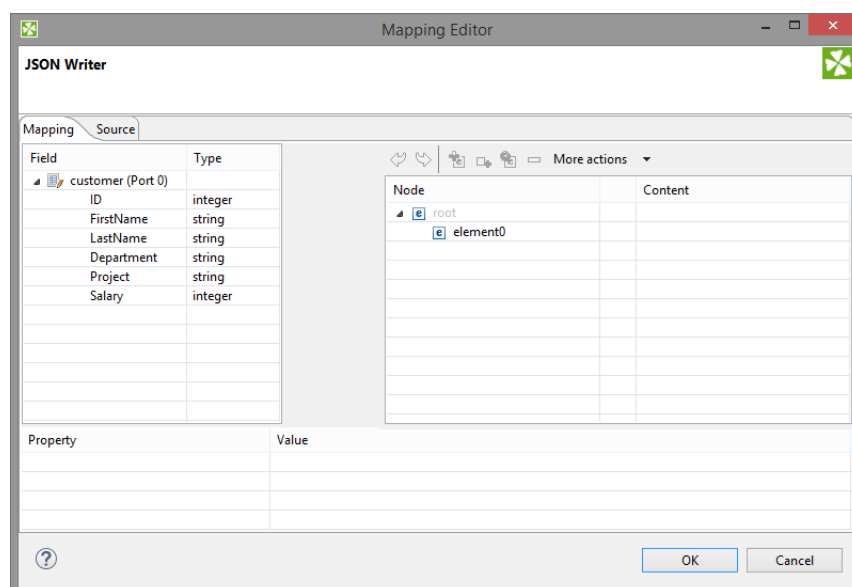 Mapping Editor
JSON Writer
Mapping Source
Field Type
customer (Port 0)
ID integer
FirstName string
LastName string
Department string
Project string
Salary integer
More actions
Node Content
root
element0
Property Value
OK Cancel